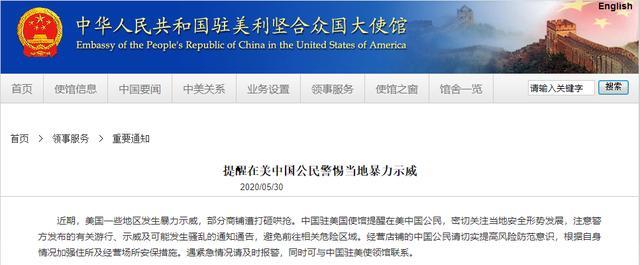 English
中华人民共和国驻美利坚合众国大使馆
Embassy of the People's Republic of China in the United States of America
首页 使馆信息 中国要闻 中美关系 业务设置 领事服务 使馆之窗 馆舍一览 请输入关键字 搜索
首页 > 领事服务 > 重要通知
提醒在美中国公民警惕当地暴力示威
2020/05/30
近期，美国一些地区发生暴力示威，部分商铺遭打砸哄抢。中国驻美国使馆提醒在美中国公民，密切关注当地安全形势发展，注意警
方发布的有关游行、示威及可能发生骚乱的通知通告，避免前往相关危险区域。经营店铺的中国公民请切实提高风险防范意识，根据自身
情况加强住所及经营场所安保措施。遇紧急情况请及时报警，同时可与中国驻美使领馆联系。